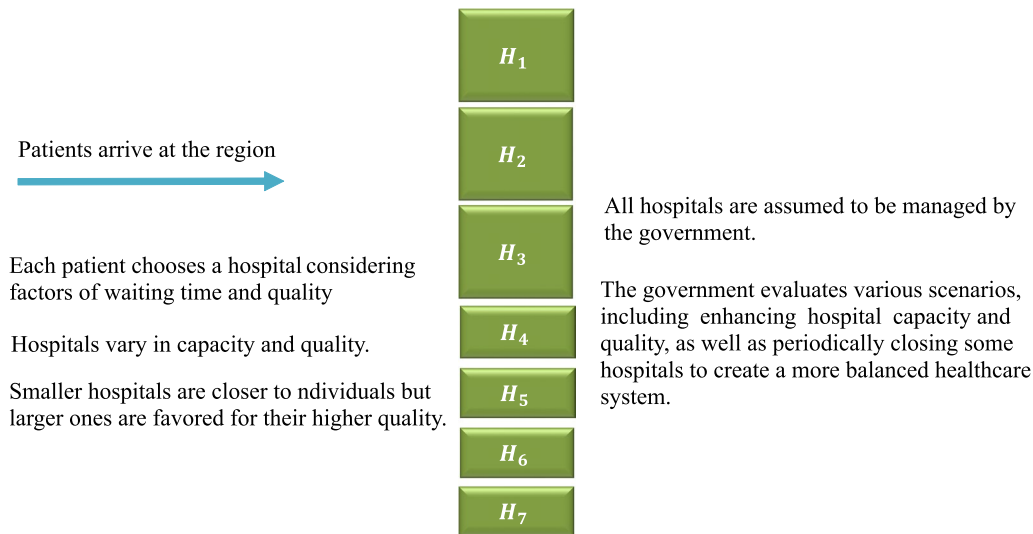 Patients arrive at the region
Each patient chooses a hospital considering
factors of waiting time and quality
Hospitals vary in capacity and quality.
Smaller hospitals are closer to ndividuals but
larger ones are favored for their higher quality.
H₁
H₂
H₃
H₄
H₅
H₆
H₇
All hospitals are assumed to be managed by
the government.
The government evaluates various scenarios,
including enhancing hospital capacity and
quality, as well as periodically closing some
hospitals to create a more balanced healthcare
system.